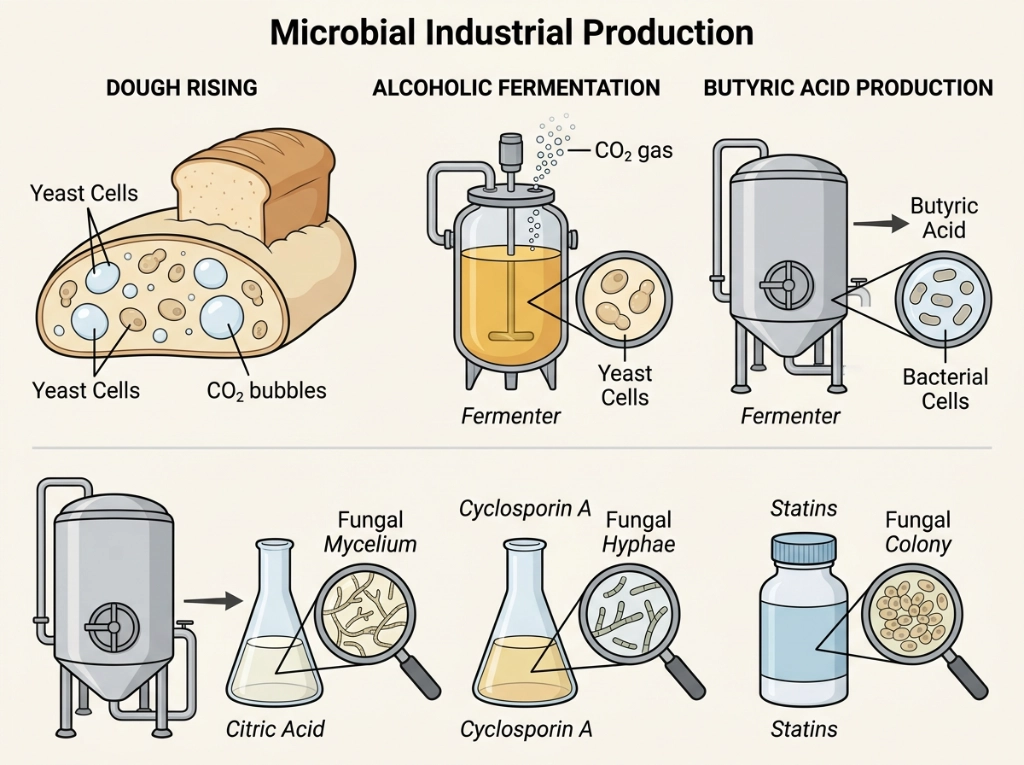 Microbial Industrial Production
DOUGH RISING
ALCOHOLIC FERMENTATION
BUTYRIC ACID PRODUCTION
Yeast Cells
Yeast Cells
CO₂ bubbles
CO₂ gas
Yeast
Cells
Fermenter
Butyric
Acid
Bacterial
Cells
Fermenter
Fungal
Mycelium
Citric Acid
Cyclosporin A
Fungal
Hyphae
Cyclosporin A
Statins
Fungal
Colony
Statins